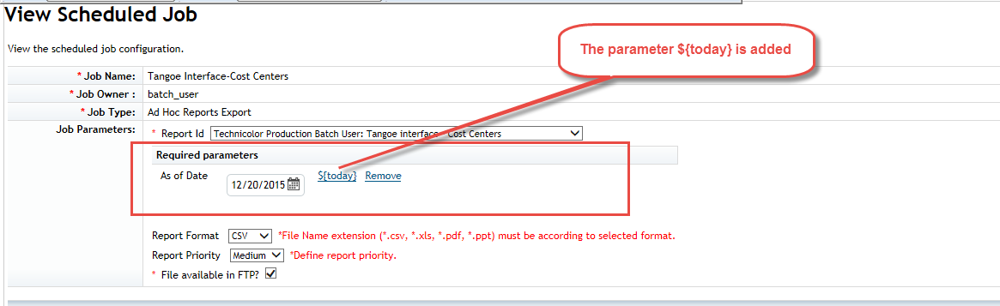 View Scheduled Job
The parameter ${today} is added
View the scheduled job configuration.
* Job Name: Tangoe Interface-Cost Centers
* Job Owner : batch_user
* Job Type: Ad Hoc Reports Export
Job Parameters: * Report Id Technicolor Production Batch User: Tangoe interface - Cost Centers
Required parameters
As of Date 12/20/2015 ${today} Remove
Report Format CSV *File Name extension (*.csv, *.xls, *.pdf, *.ppt) must be according to selected format.
Report Priority Medium *Define report priority.
* File available in FTP?